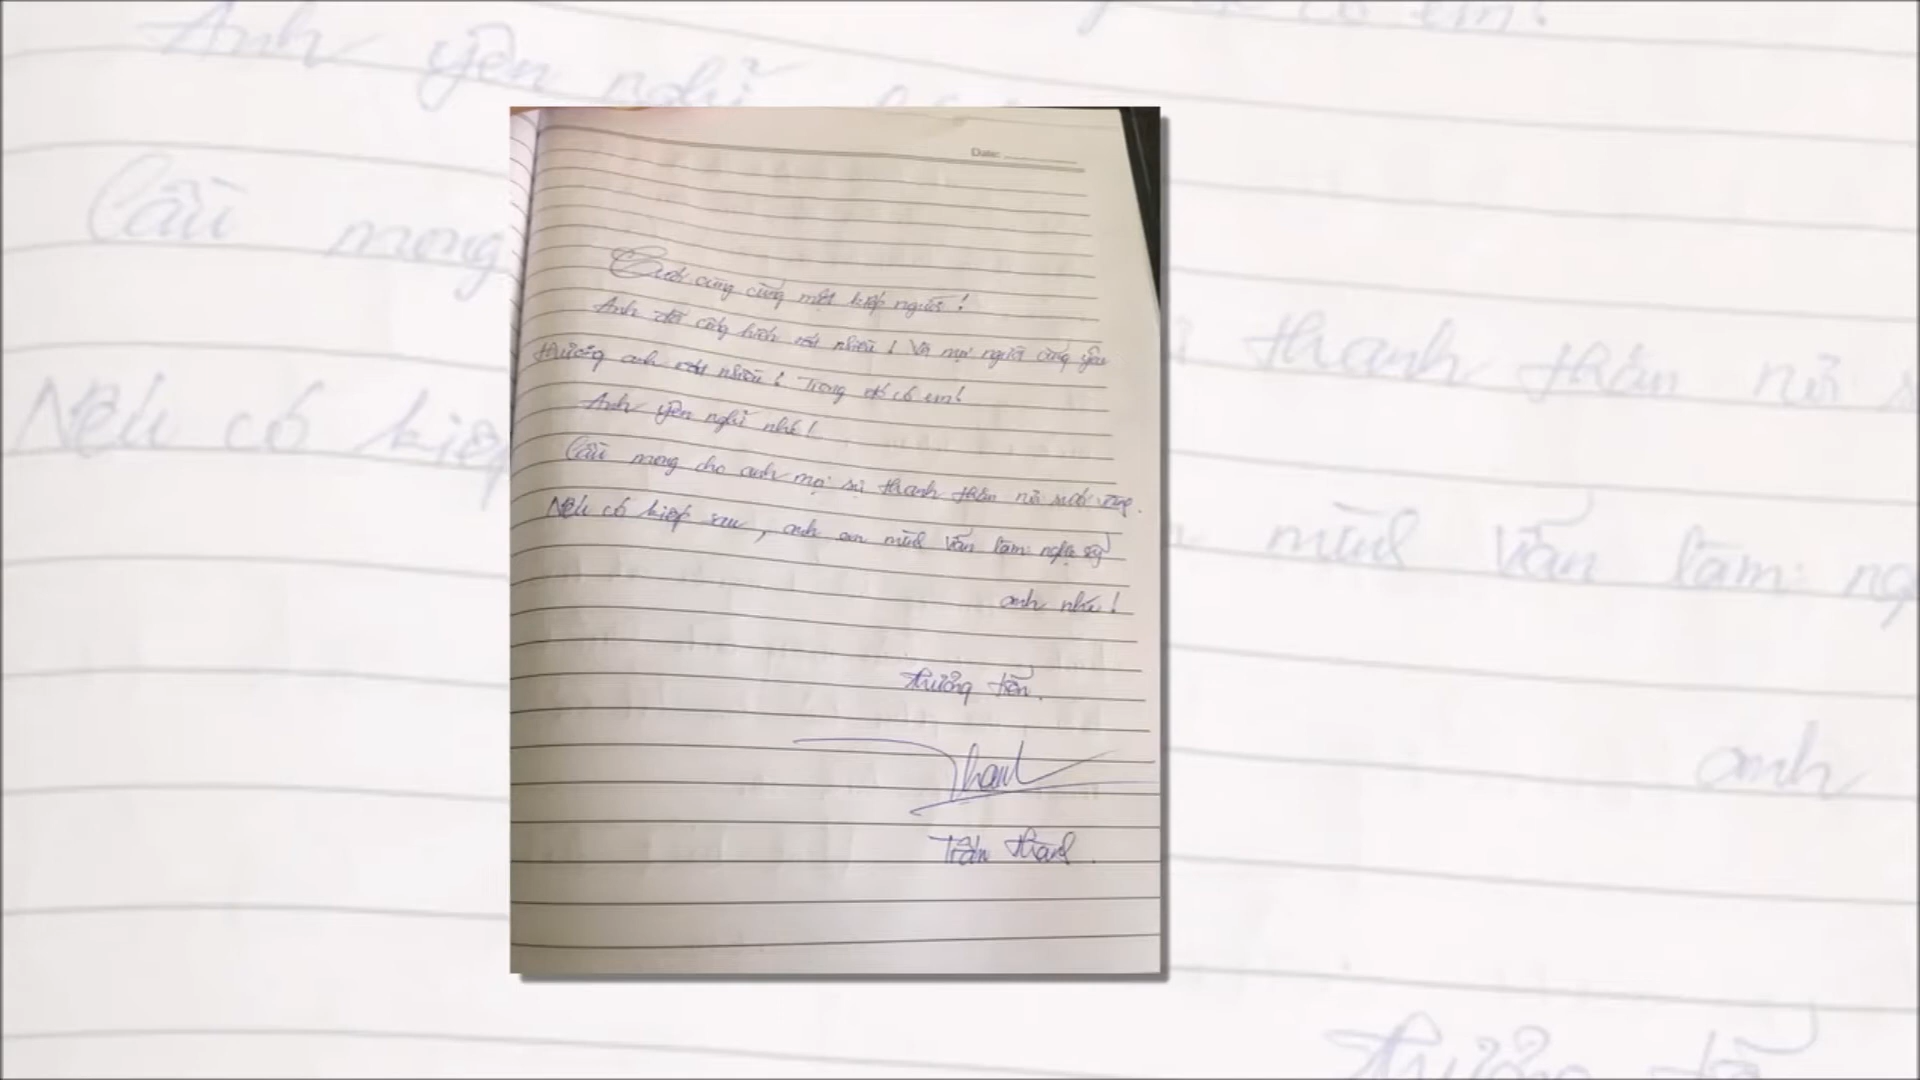 Date:
Cuối cùng cũng một kiếp người!
Anh đã cống hiến rất nhiều! Và mọi người cũng yêu
thương anh rất nhiều! Trong đó có em!
Anh yên nghỉ nhé!
Cầu mong cho anh mọi sự thanh thản nơi suối vàng.
Nếu có kiếp sau, anh em mình vẫn làm nghệ sỹ
anh nhé!
Thương tiễn.
Thanh
Trấn Thành.